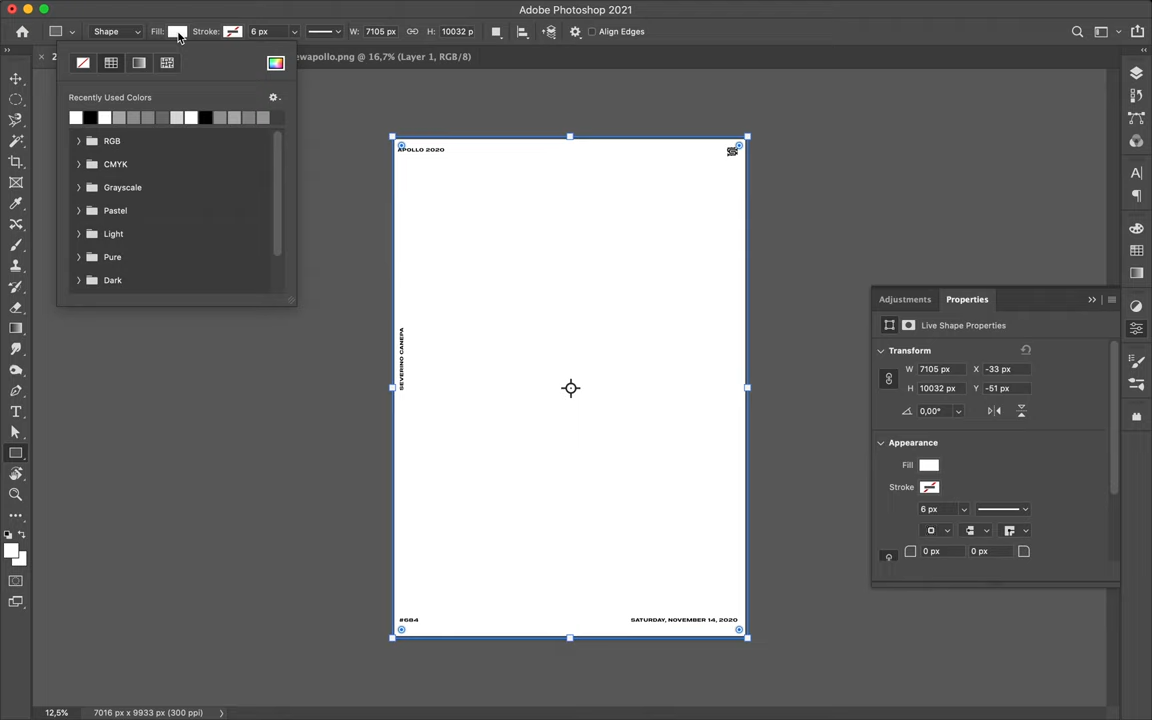 Adobe Photoshop 2021
Shape Fill: Stroke: 6 px W: 7105 px H: 10032 p Align Edges
2 ewapollo.png @ 16,7% (Layer 1, RGB/8)
Recently Used Colors
RGB
CMYK
Grayscale
Pastel
Light
Pure
Dark
APOLLO 2020
SEVERINO CANEPA
#684
SATURDAY, NOVEMBER 14, 2020
Adjustments Properties
Live Shape Properties
Transform
W 7105 px X -33 px
H 10032 px Y -51 px
0,00°
Appearance
Fill
Stroke
6 px
0 px 0 px
12,5% 7016 px x 9933 px (300 ppi)